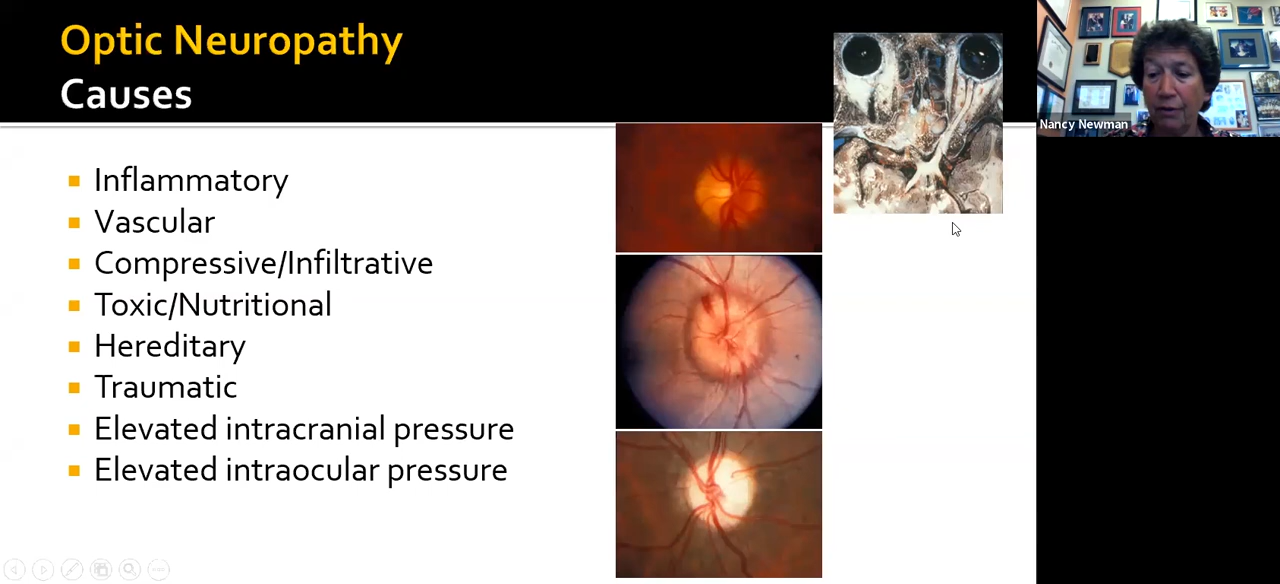 Optic Neuropathy
Causes
Inflammatory
Vascular
Compressive/Infiltrative
Toxic/Nutritional
Hereditary
Traumatic
Elevated intracranial pressure
Elevated intraocular pressure
Nancy Newman